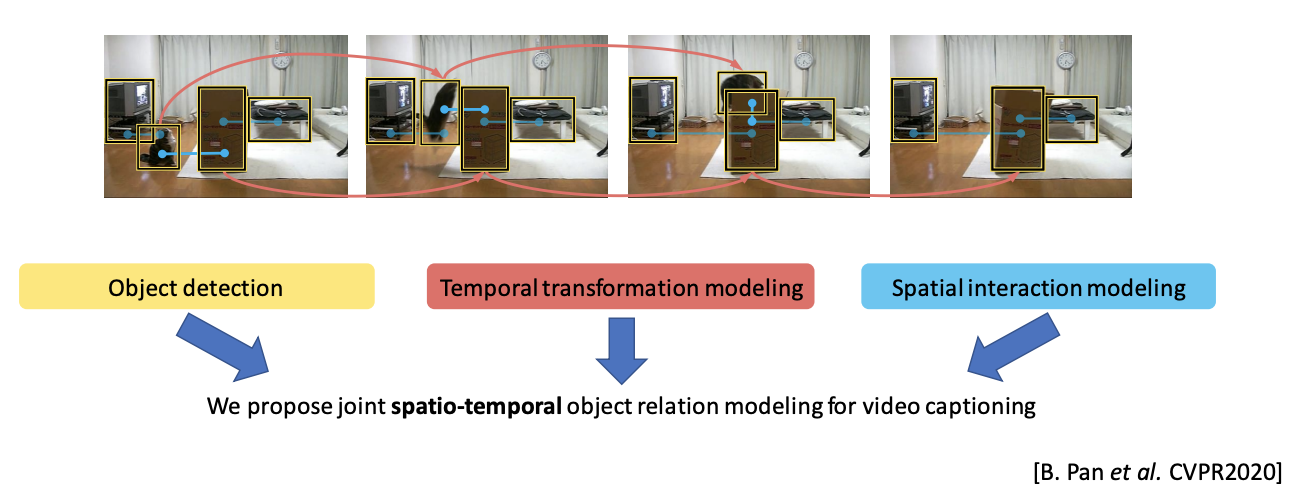 Object detection
Temporal transformation modeling
Spatial interaction modeling
We propose joint spatio-temporal object relation modeling for video captioning
[B. Pan et al. CVPR2020]